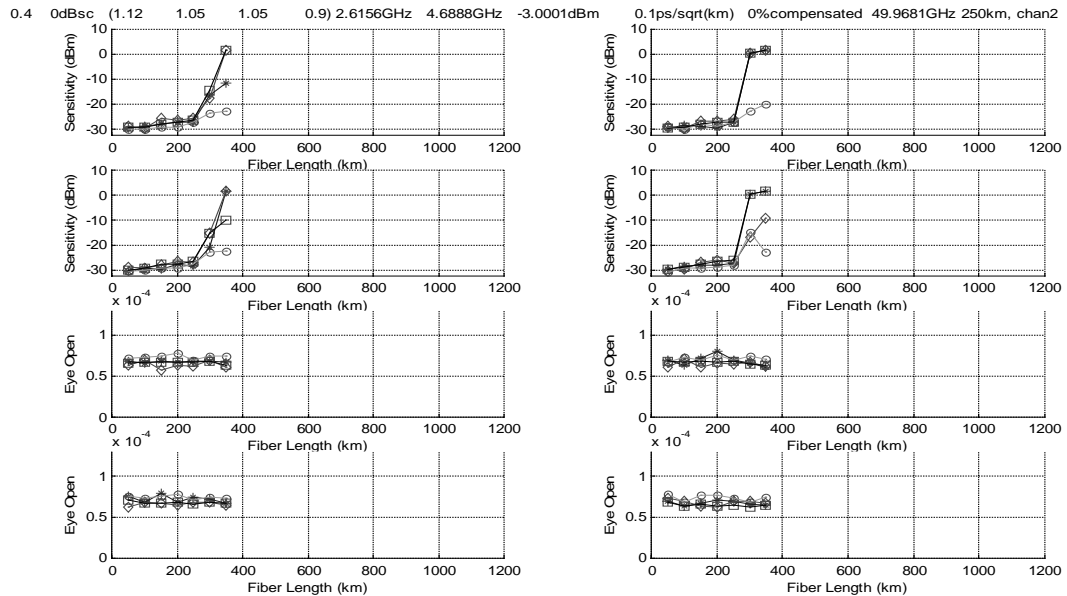 0.4 0dBsc (1.12 1.05 1.05 0.9) 2.6156GHz 4.6888GHz -3.0001dBm 0.1ps/sqrt(km) 0%compensated 49.9681GHz 250km, chan2
10
0
-10
-20
-30
Sensitivity (dBm)
0 200 400 600 800 1000 1200
Fiber Length (km)
10
0
-10
-20
-30
Sensitivity (dBm)
0 200 400 600 800 1000 1200
Fiber Length (km)
10
0
-10
-20
-30
Sensitivity (dBm)
0 200 400 600 800 1000 1200
Fiber Length (km)
10
0
-10
-20
-30
Sensitivity (dBm)
0 200 400 600 800 1000 1200
Fiber Length (km)
x 10-4
1
0.5
0
Eye Open
0 200 400 600 800 1000 1200
Fiber Length (km)
x 10-4
1
0.5
0
Eye Open
0 200 400 600 800 1000 1200
Fiber Length (km)
x 10-4
1
0.5
0
Eye Open
0 200 400 600 800 1000 1200
Fiber Length (km)
x 10-4
1
0.5
0
Eye Open
0 200 400 600 800 1000 1200
Fiber Length (km)